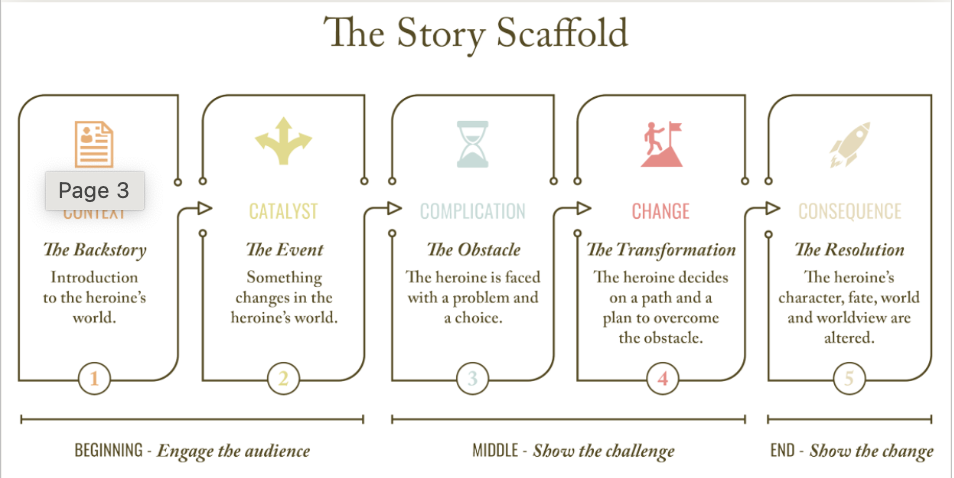 The Story Scaffold
Page 3
CONTEXT
The Backstory
Introduction
to the heroine's
world.
1
CATALYST
The Event
Something
changes in the
heroine's world.
2
COMPLICATION
The Obstacle
The heroine is faced
with a problem and
a choice.
3
CHANGE
The Transformation
The heroine decides
on a path and a
plan to overcome
the obstacle.
4
CONSEQUENCE
The Resolution
The heroine's
character, fate, world
and worldview are
altered.
5
BEGINNING - Engage the audience
MIDDLE - Show the challenge
END - Show the change